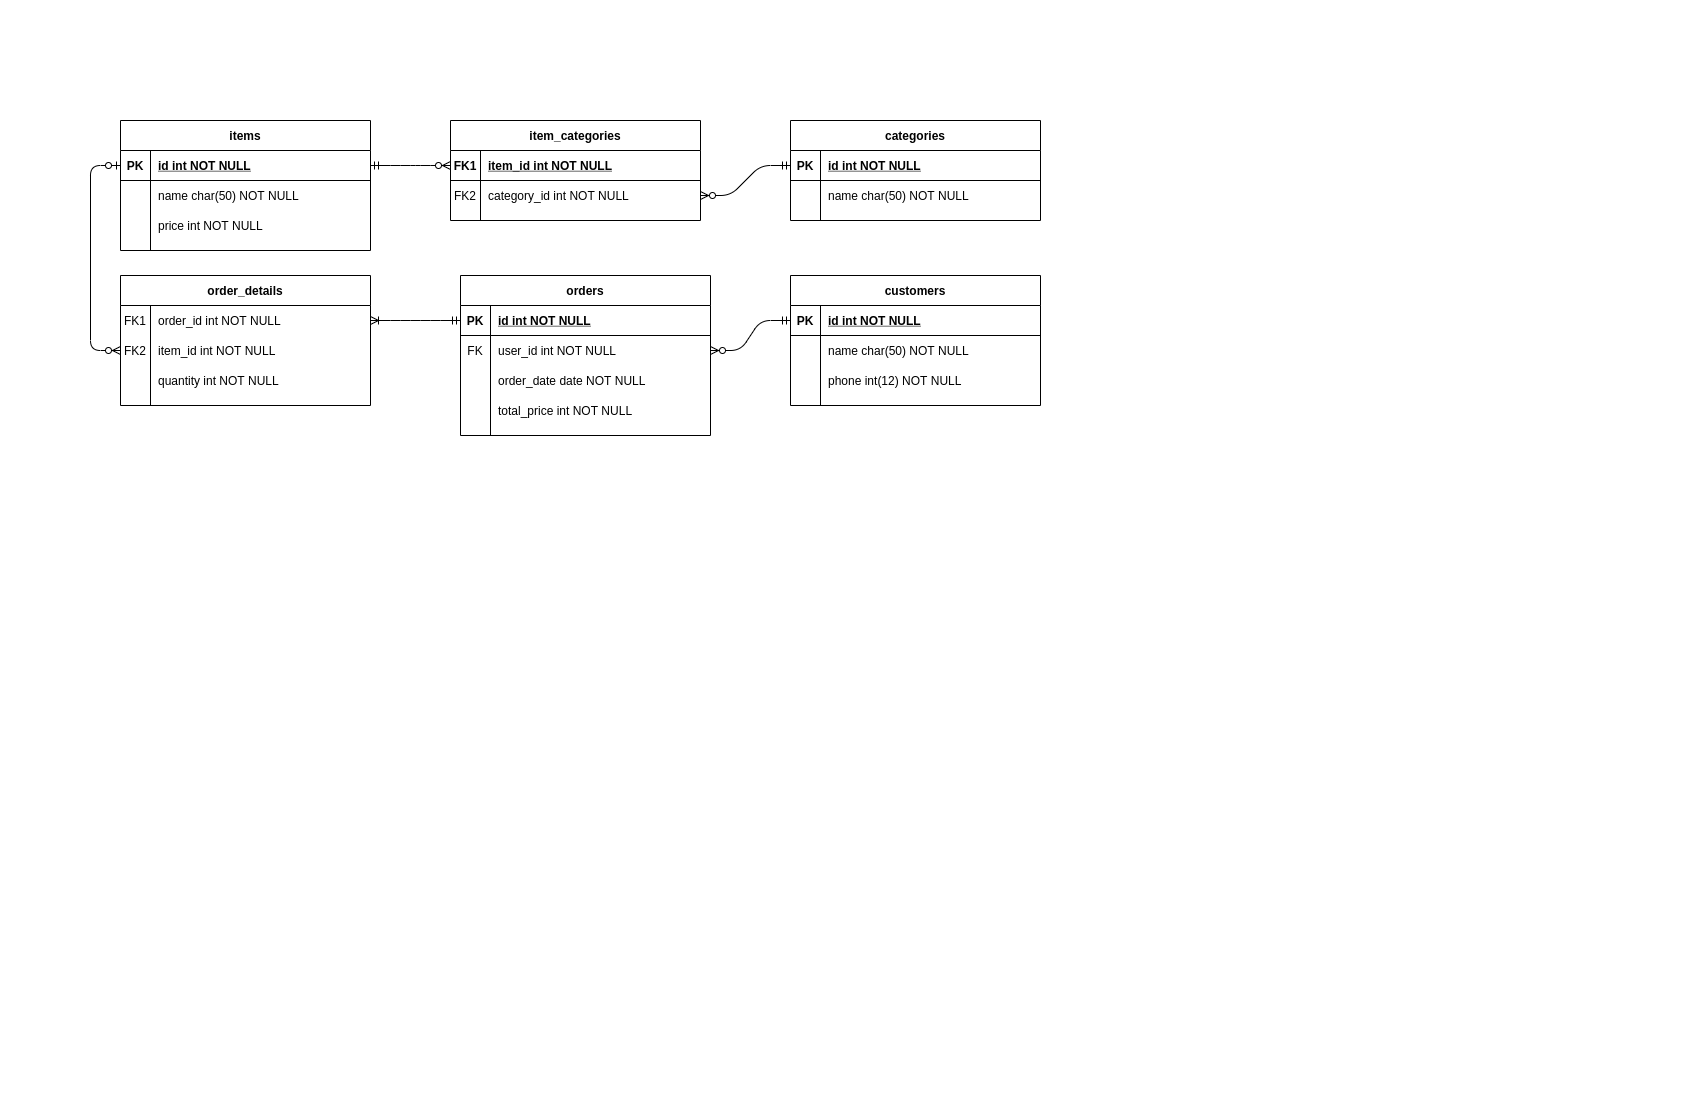 items
PK id int NOT NULL
name char(50) NOT NULL
price int NOT NULL
item_categories
FK1 item_id int NOT NULL
FK2 category_id int NOT NULL
categories
PK id int NOT NULL
name char(50) NOT NULL
order_details
FK1 order_id int NOT NULL
FK2 item_id int NOT NULL
quantity int NOT NULL
orders
PK id int NOT NULL
FK user_id int NOT NULL
order_date date NOT NULL
total_price int NOT NULL
customers
PK id int NOT NULL
name char(50) NOT NULL
phone int(12) NOT NULL